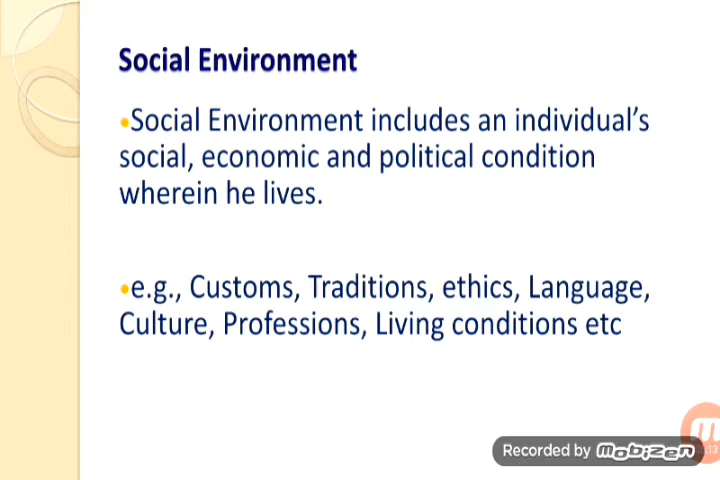 Social Environment
•Social Environment includes an individual’s
social, economic and political condition
wherein he lives.
•e.g., Customs, Traditions, ethics, Language,
Culture, Professions, Living conditions etc
Recorded by mobizen